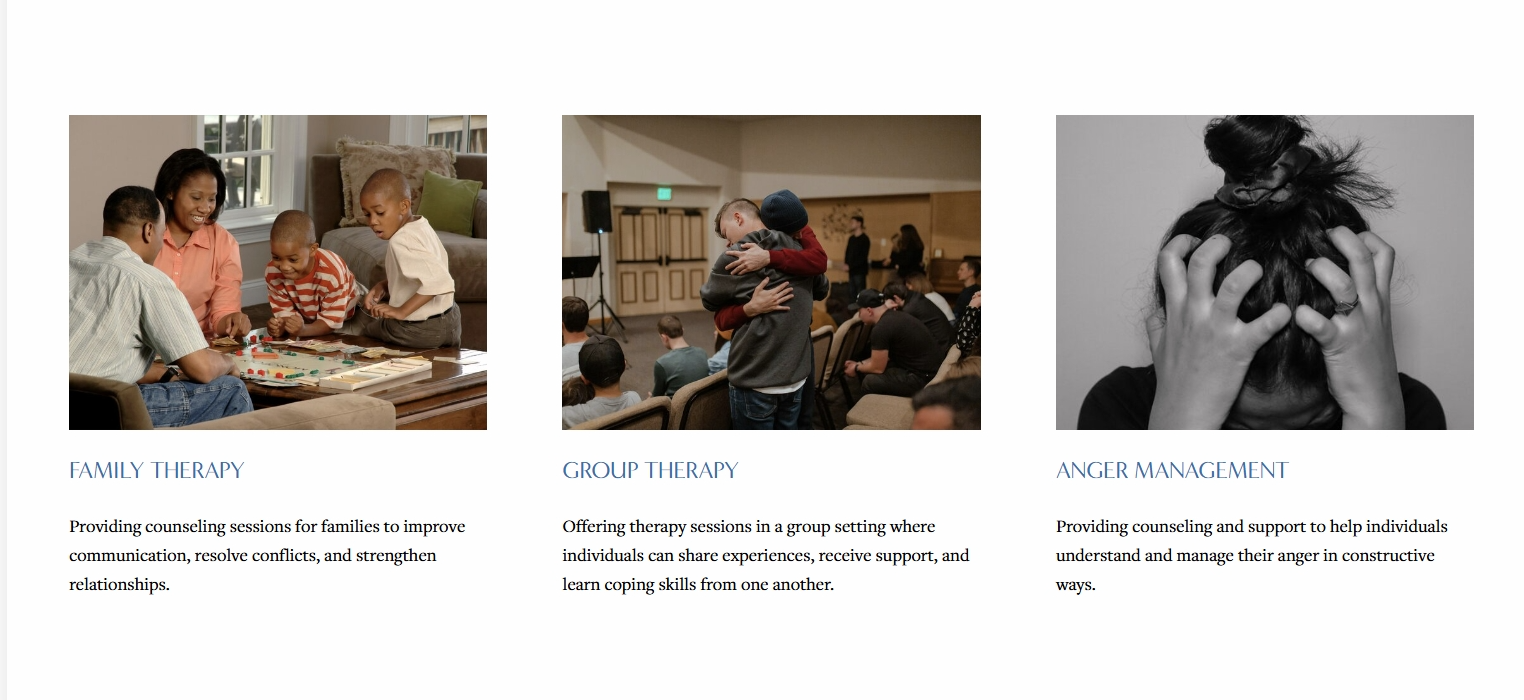 FAMILY THERAPY
Providing counseling sessions for families to improve
communication, resolve conflicts, and strengthen
relationships.
GROUP THERAPY
Offering therapy sessions in a group setting where
individuals can share experiences, receive support, and
learn coping skills from one another.
ANGER MANAGEMENT
Providing counseling and support to help individuals
understand and manage their anger in constructive
ways.